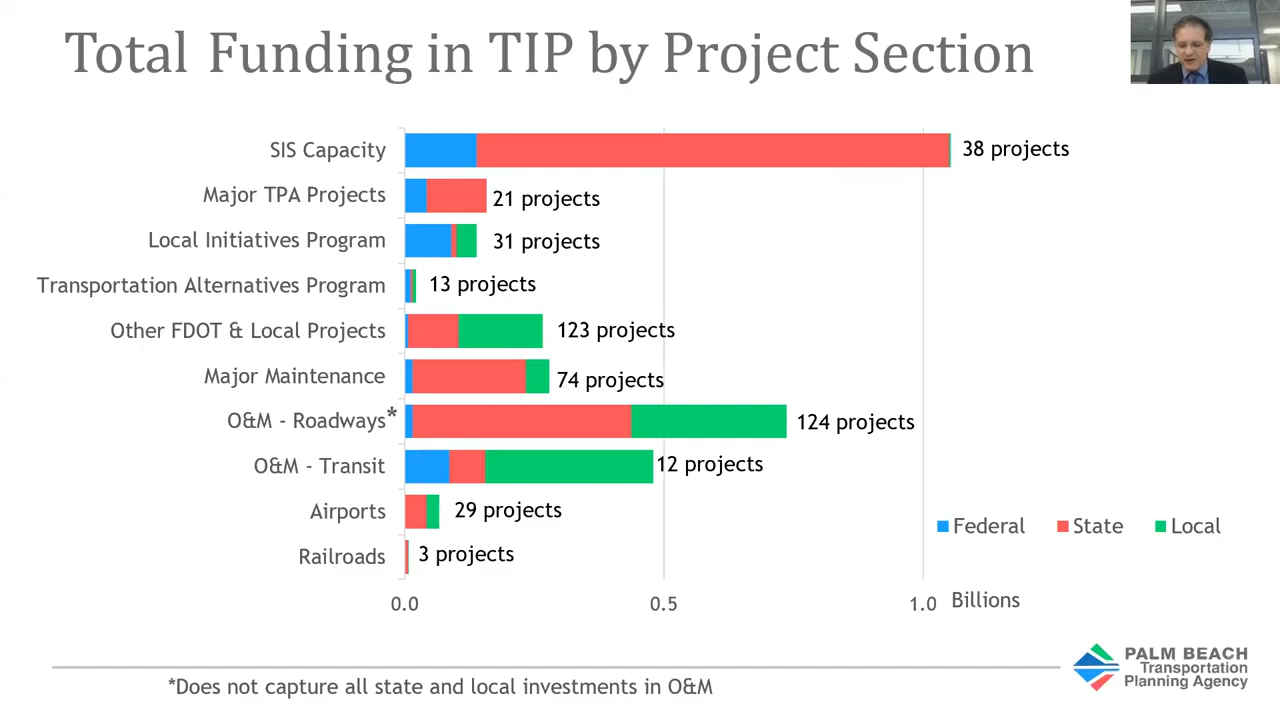 Total Funding in TIP by Project Section
SIS Capacity
38 projects
Major TPA Projects
21 projects
Local Initiatives Program
31 projects
Transportation Alternatives Program
13 projects
Other FDOT & Local Projects
123 projects
Major Maintenance
74 projects
O&M - Roadways*
124 projects
O&M - Transit
12 projects
Airports
29 projects
Railroads
3 projects
Federal
State
Local
0.0
0.5
1.0
Billions
*Does not capture all state and local investments in O&M
PALM BEACH
Transportation
Planning Agency